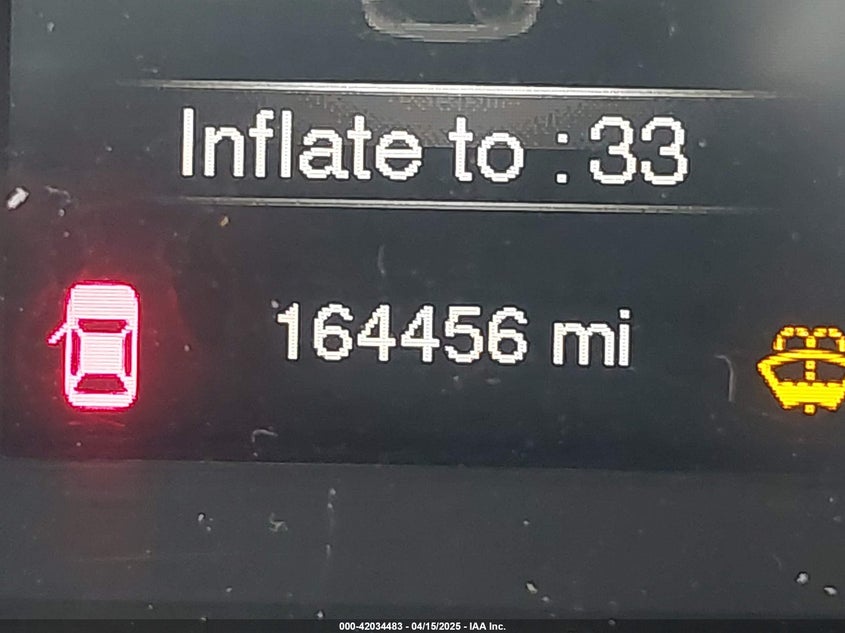 Inflate to : 33
164456 mi
000-42034483 - 04/15/2025 - IAA Inc.